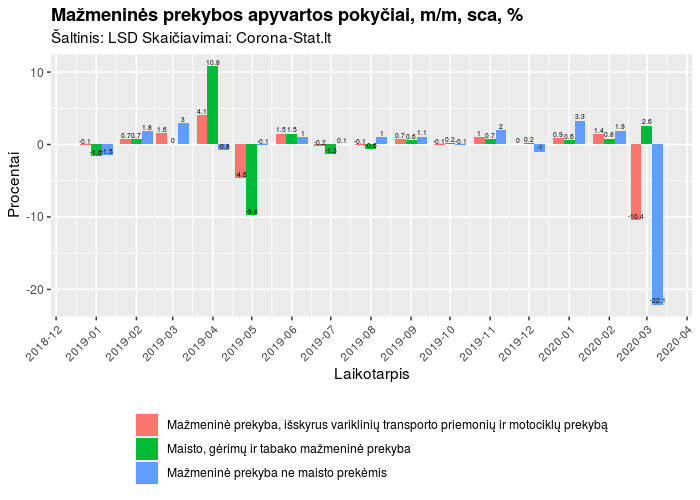 Mažmeninės prekybos apyvartos pokyčiai, m/m, sca, %
Šaltinis: LSD Skaičiavimai: Corona-Stat.lt
Procentai
10
0
-10
-20
-0.1 -1.6 -1.5
0.7 0.7 1.8
1.6 0 3
4.1 10.8 -0.8
-4.6 -9.8 -0.1
1.5 1.5 1
-0.2 -1.3 0.1
-0.1 -0.6 1
0.7 0.6 1.1
-0.1 0.2 -0.1
1 0.7 2
0 0.2 -1
0.9 0.6 3.3
1.4 0.8 1.9
-10.4 2.6 -22.1
2018-12 2019-01 2019-02 2019-03 2019-04 2019-05 2019-06 2019-07 2019-08 2019-09 2019-10 2019-11 2019-12 2020-01 2020-02 2020-03 2020-04
Laikotarpis
Mažmeninė prekyba, išskyrus variklinių transporto priemonių ir motociklų prekybą
Maisto, gėrimų ir tabako mažmeninė prekyba
Mažmeninė prekyba ne maisto prekėmis